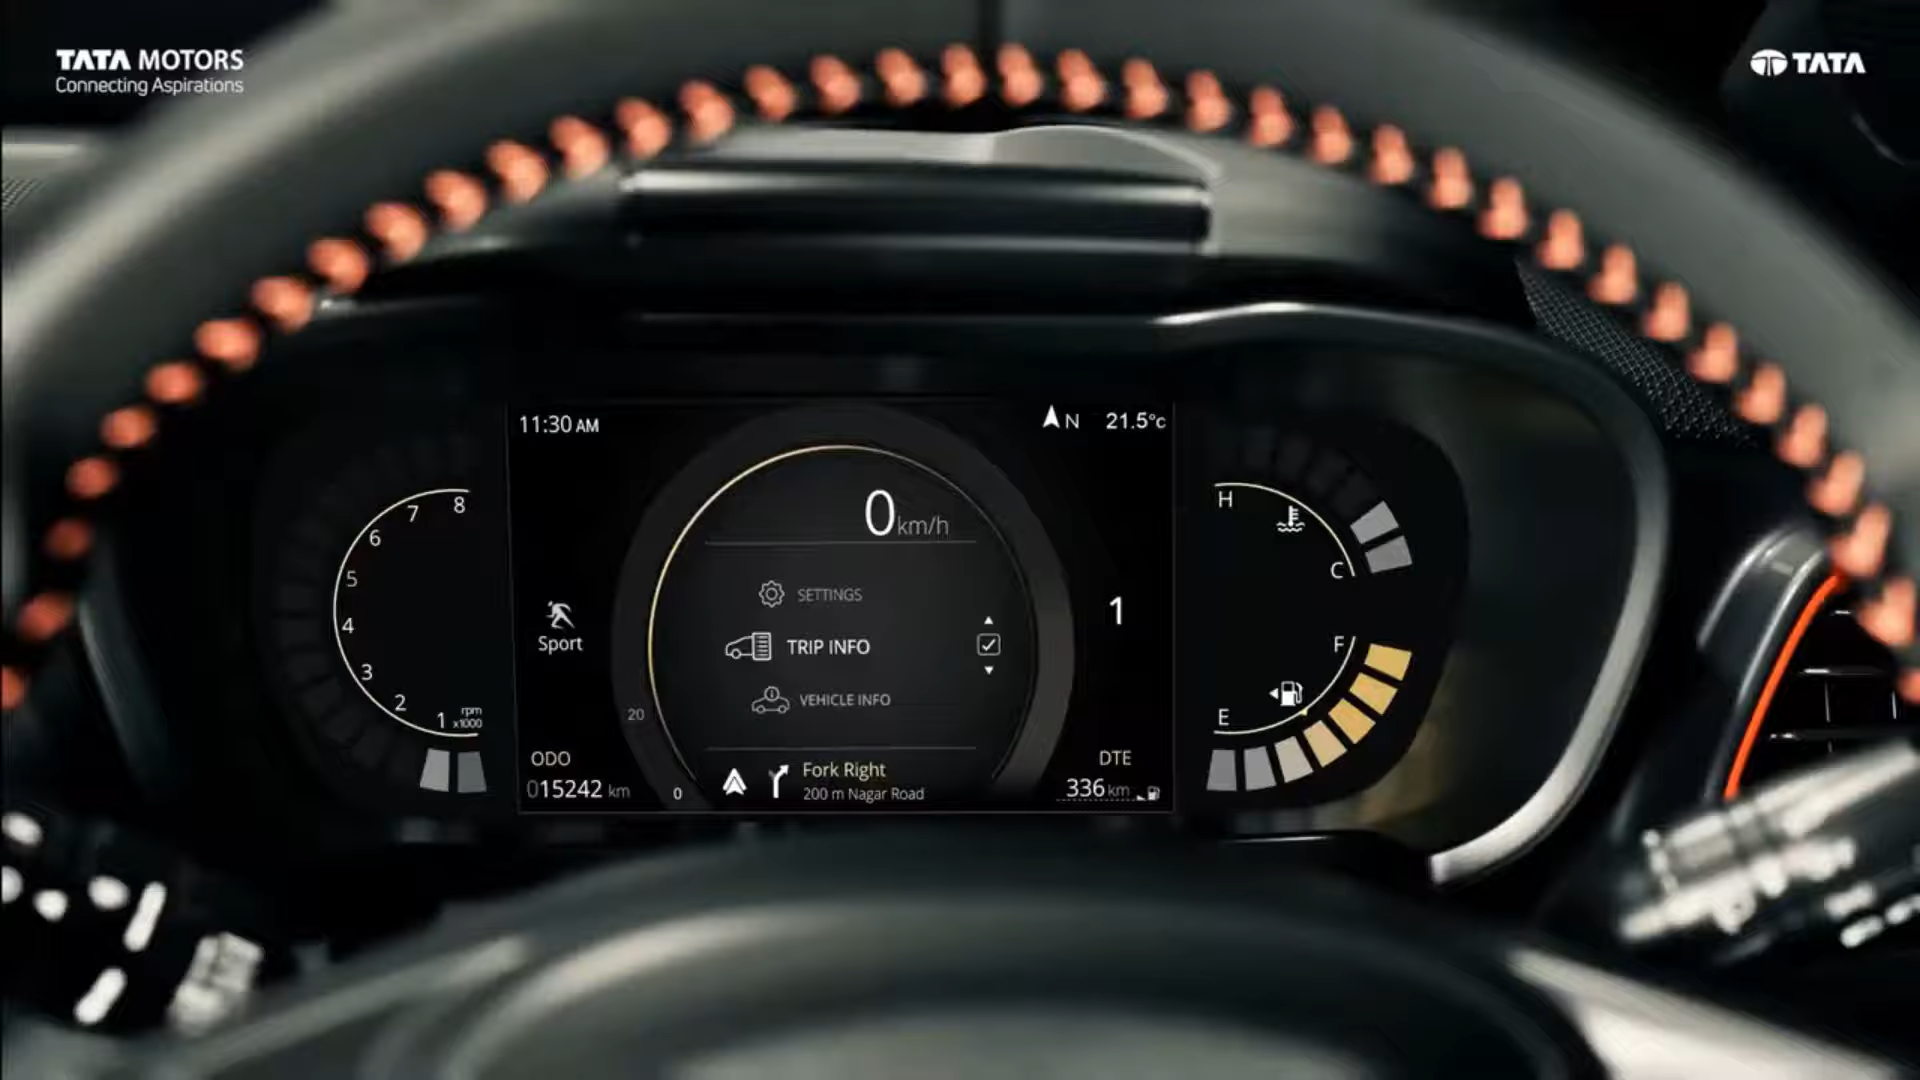 TATA MOTORS
Connecting Aspirations
TATA
11:30 AM
N 21.5°c
8
7
6
5
4
3
2
1 rpm x1000
Sport
0 km/h
SETTINGS
TRIP INFO
VEHICLE INFO
20
0
ODO
015242 km
Fork Right
200 m Nagar Road
1
DTE
336 km
H
C
F
E